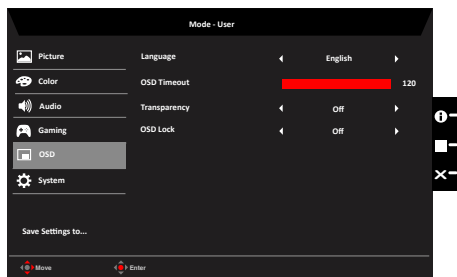 Mode - User
Picture
Language English
Color
OSD Timeout 120
Audio
Transparency Off
Gaming
OSD Lock Off
OSD
System
Save Settings to...
Move Enter